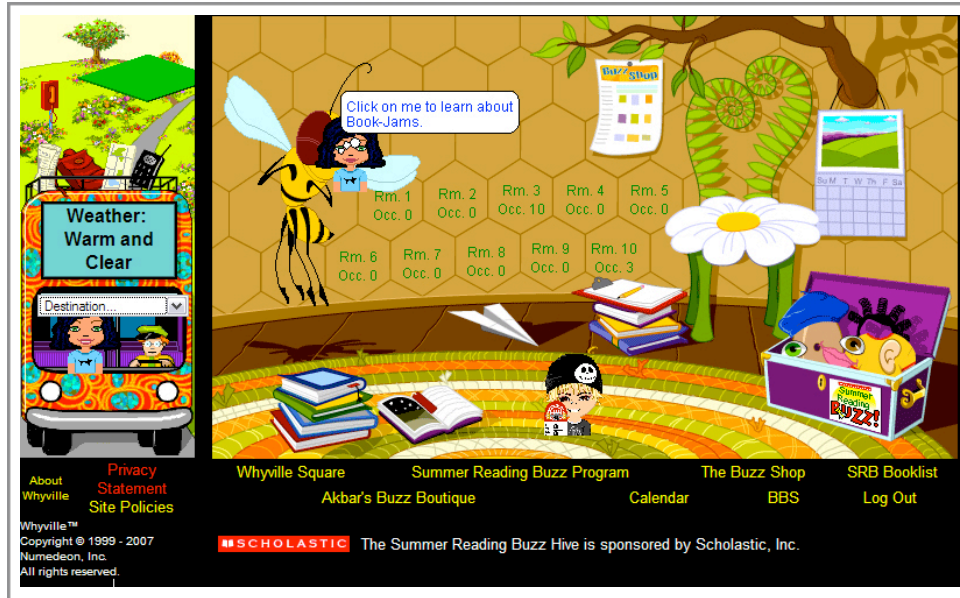 Click on me to learn about
Book-Jams.
Buzz Shop
Su M T W Th F Sa
Rm. 1
Occ. 0
Rm. 2
Occ. 0
Rm. 3
Occ. 10
Rm. 4
Occ. 0
Rm. 5
Occ. 0
Rm. 6
Occ. 0
Rm. 7
Occ. 0
Rm. 8
Occ. 0
Rm. 9
Occ. 0
Rm. 10
Occ. 3
Weather:
Warm and
Clear
Destination...
Summer
Reading
BUZZ!
Whyville Square
Summer Reading Buzz Program
The Buzz Shop
SRB Booklist
Akbar's Buzz Boutique
Calendar
BBS
Log Out
About
Whyville
Privacy
Statement
Site Policies
Whyville™
Copyright © 1999 - 2007
Numedeon, Inc.
All rights reserved.
SCHOLASTIC The Summer Reading Buzz Hive is sponsored by Scholastic, Inc.